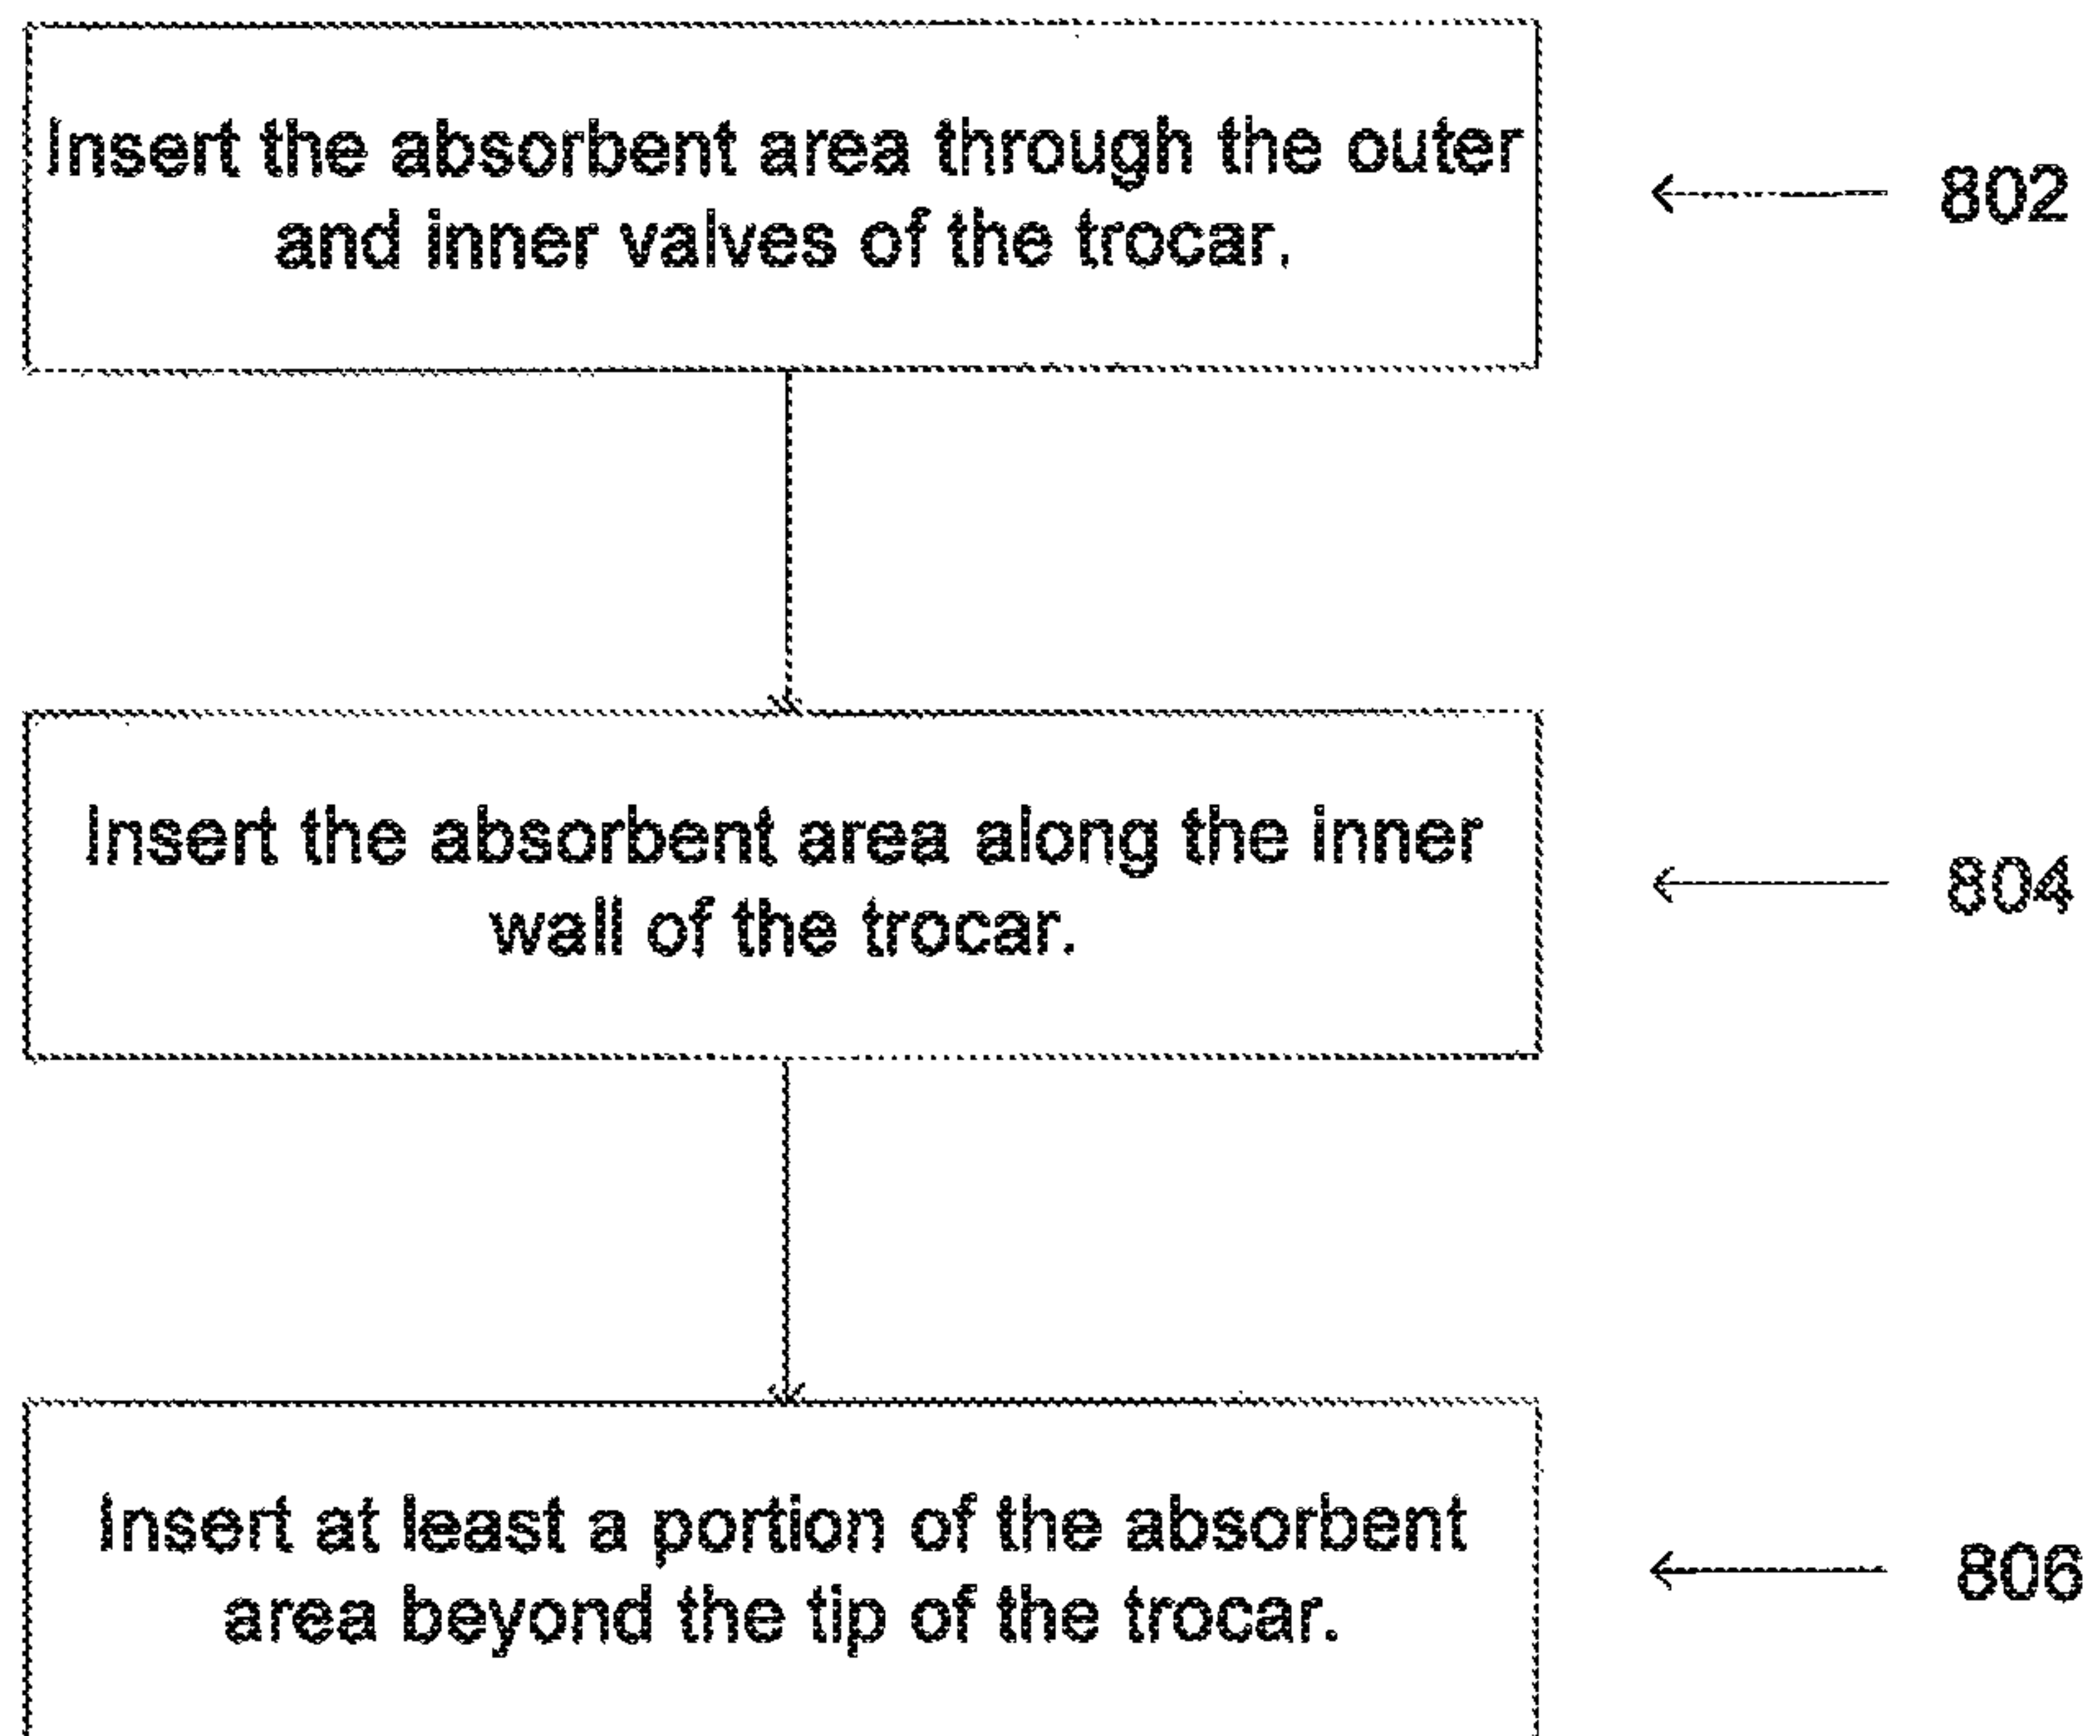 Insert the absorbent area through the outer
and inner valves of the trocar.
802
Insert the absorbent area along the inner
wall of the trocar.
804
Insert at least a portion of the absorbent
area beyond the tip of the trocar.
806